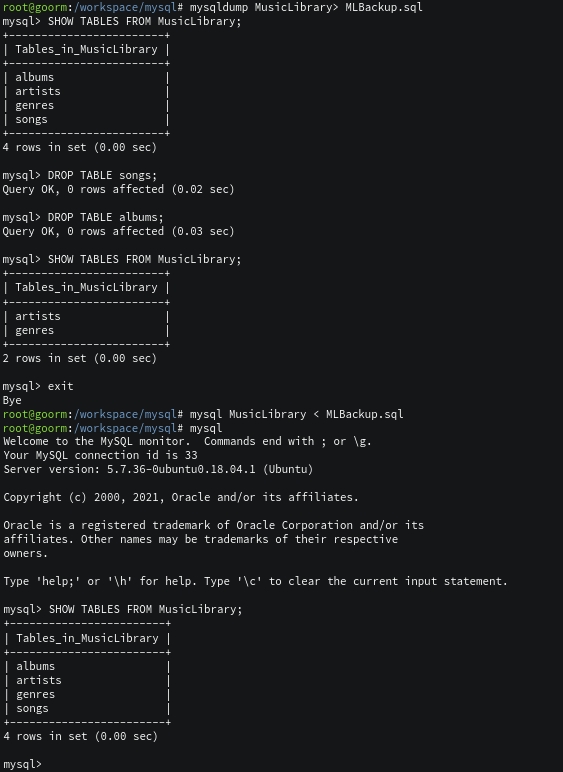 root@goorm:/workspace/mysql# mysqldump MusicLibrary> MLBackup.sql
mysql> SHOW TABLES FROM MusicLibrary;
+------------------------+
| Tables_in_MusicLibrary |
+------------------------+
| albums                 |
| artists                |
| genres                 |
| songs                  |
+------------------------+
4 rows in set (0.00 sec)

mysql> DROP TABLE songs;
Query OK, 0 rows affected (0.02 sec)

mysql> DROP TABLE albums;
Query OK, 0 rows affected (0.03 sec)

mysql> SHOW TABLES FROM MusicLibrary;
+------------------------+
| Tables_in_MusicLibrary |
+------------------------+
| artists                |
| genres                 |
+------------------------+
2 rows in set (0.00 sec)

mysql> exit
Bye
root@goorm:/workspace/mysql# mysql MusicLibrary < MLBackup.sql
root@goorm:/workspace/mysql# mysql
Welcome to the MySQL monitor.  Commands end with ; or \g.
Your MySQL connection id is 33
Server version: 5.7.36-0ubuntu0.18.04.1 (Ubuntu)

Copyright (c) 2000, 2021, Oracle and/or its affiliates.

Oracle is a registered trademark of Oracle Corporation and/or its
affiliates. Other names may be trademarks of their respective
owners.

Type 'help;' or '\h' for help. Type '\c' to clear the current input statement.

mysql> SHOW TABLES FROM MusicLibrary;
+------------------------+
| Tables_in_MusicLibrary |
+------------------------+
| albums                 |
| artists                |
| genres                 |
| songs                  |
+------------------------+
4 rows in set (0.00 sec)

mysql>